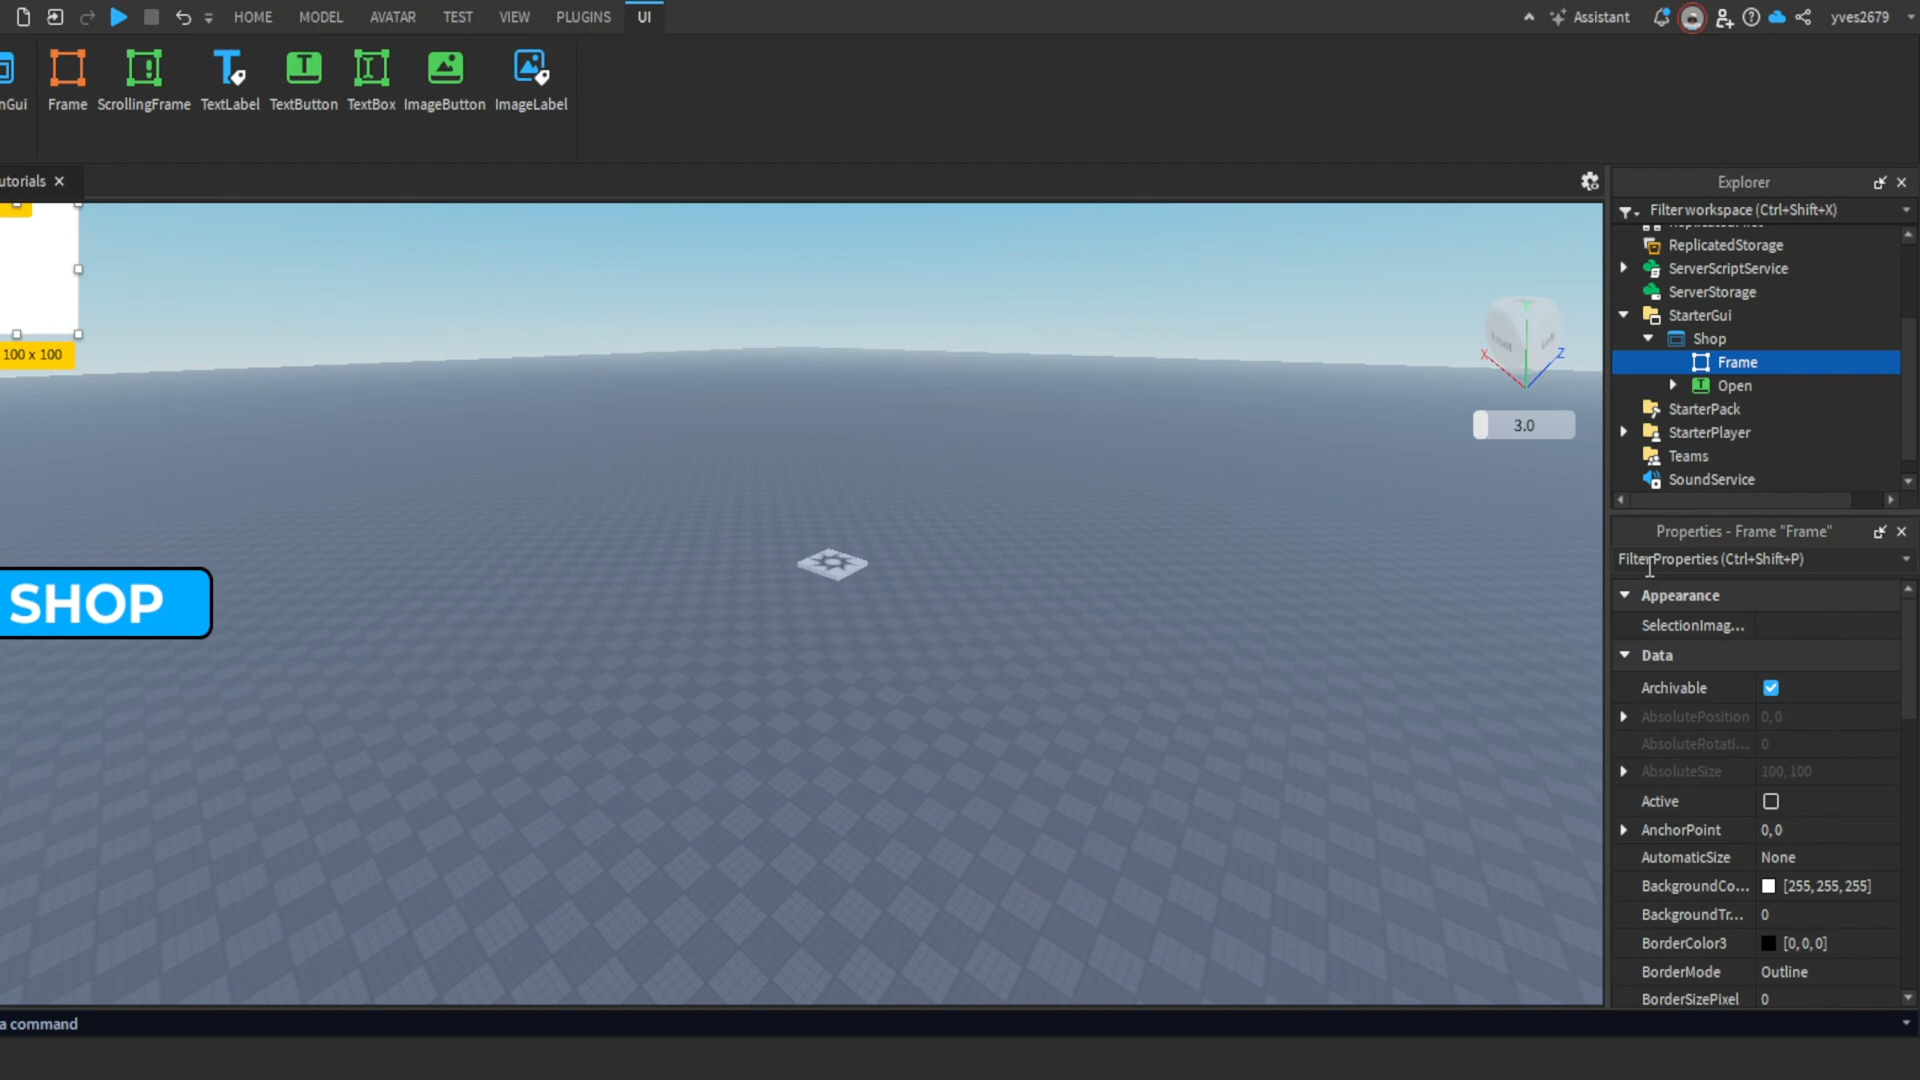 HOME MODEL AVATAR TEST VIEW PLUGINS UI Assistant yves2679
nGui Frame ScrollingFrame TextLabel TextButton TextBox ImageButton ImageLabel
utorials
100 x 100
SHOP
3.0
Explorer
Filter workspace (Ctrl+Shift+X)
ReplicatedStorage
ServerScriptService
ServerStorage
StarterGui
Shop
Frame
Open
StarterPack
StarterPlayer
Teams
SoundService
Properties - Frame "Frame"
Filter Properties (Ctrl+Shift+P)
Appearance
SelectionImag...
Data
Archivable
AbsolutePosition 0, 0
AbsoluteRotati... 0
AbsoluteSize 100, 100
Active
AnchorPoint 0, 0
AutomaticSize None
BackgroundCo... [255, 255, 255]
BackgroundTr... 0
BorderColor3 [0, 0, 0]
BorderMode Outline
BorderSizePixel 0
a command